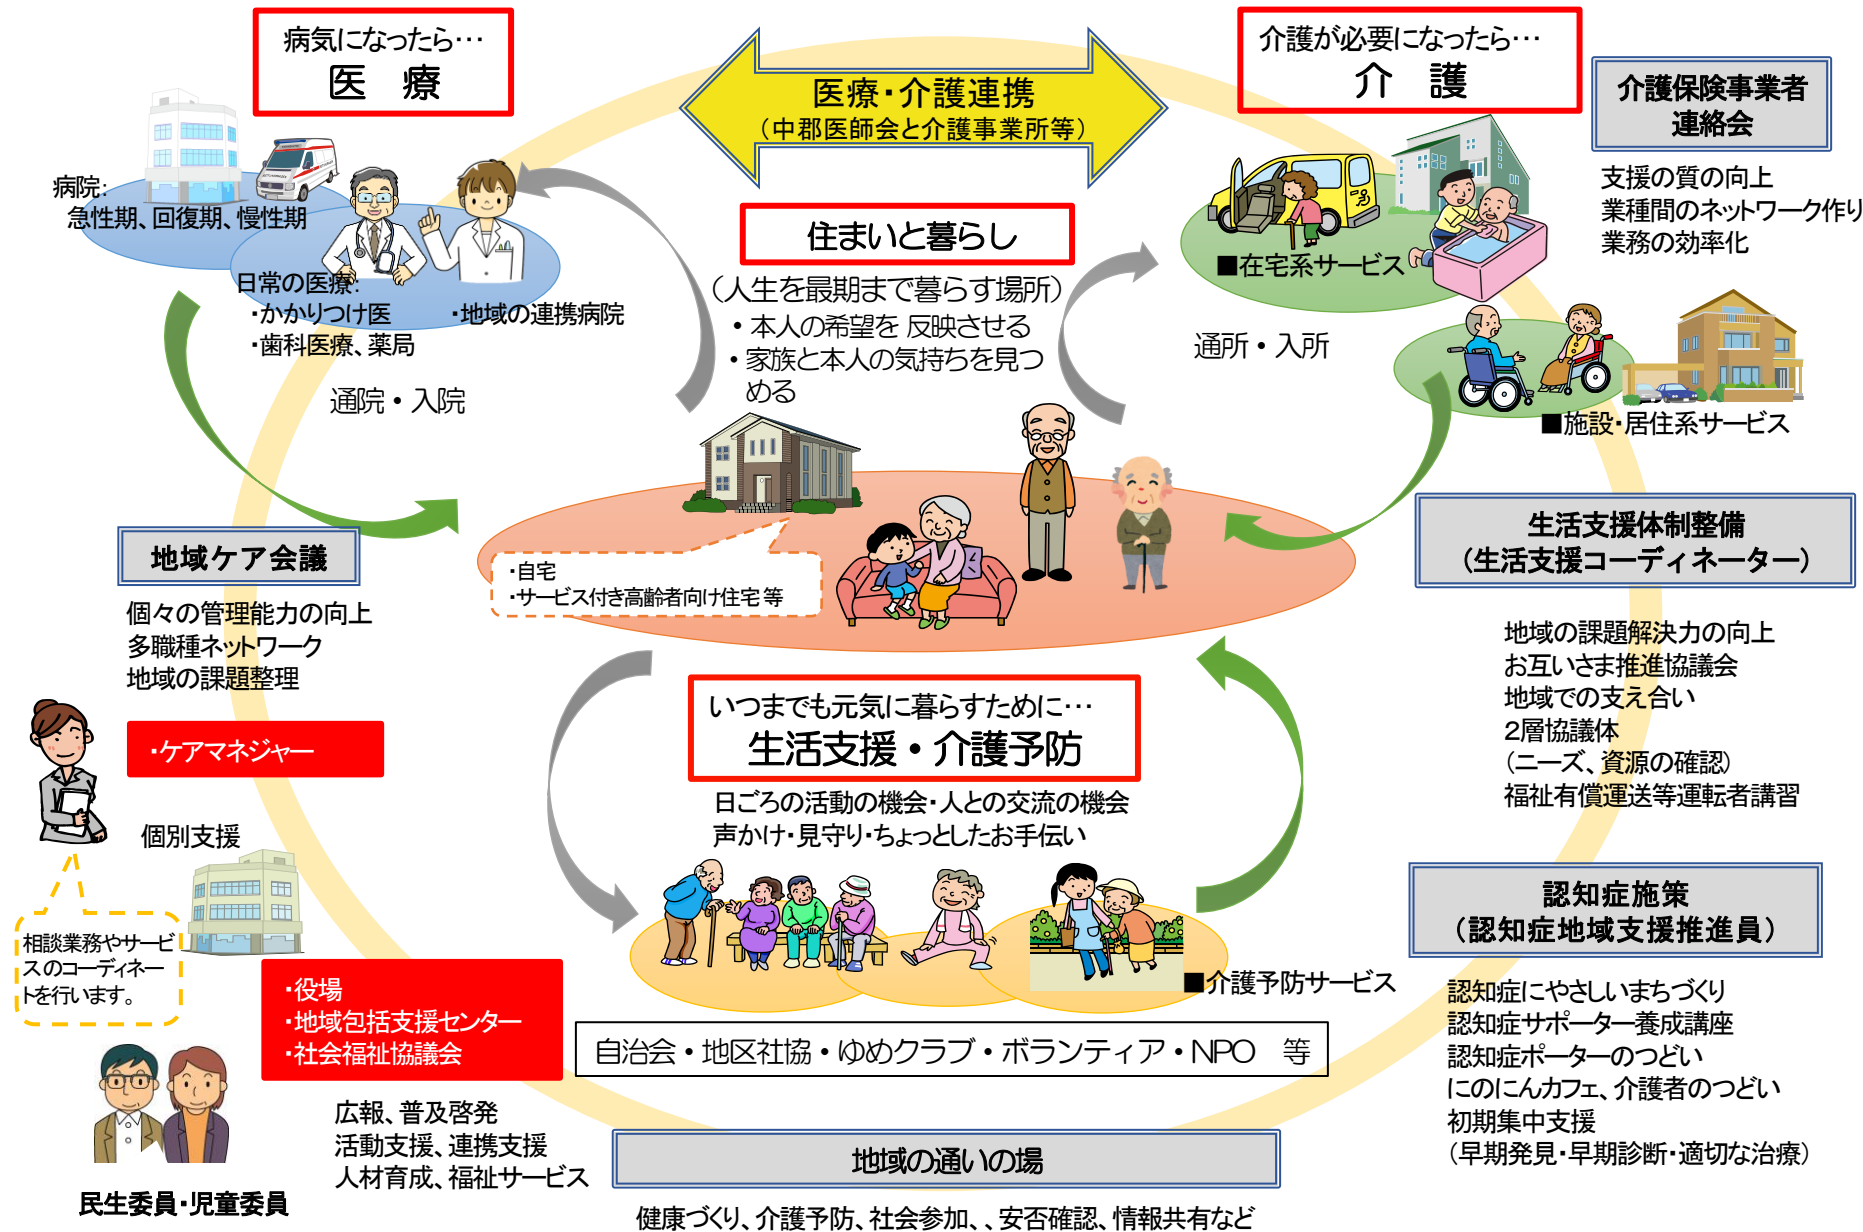 病気になったら…
医 療
医療・介護連携
（中郡医師会と介護事業所等）
介護が必要になったら…
介 護
介護保険事業者
連絡会
支援の質の向上
業種間のネットワーク作り
業務の効率化
病院:
急性期、回復期、慢性期
日常の医療:
・かかりつけ医
・地域の連携病院
・歯科医療、薬局
通院・入院
住まいと暮らし
（人生を最期まで暮らす場所）
・本人の希望を 反映させる
・家族と本人の気持ちを見つ
める
■在宅系サービス
通所・入所
■施設・居住系サービス
地域ケア会議
個々の管理能力の向上
多職種ネットワーク
地域の課題整理
・自宅
・サービス付き高齢者向け住宅 等
生活支援体制整備
（生活支援コーディネーター）
地域の課題解決力の向上
お互いさま推進協議会
地域での支え合い
2層協議体
（ニーズ、資源の確認）
福祉有償運送等運転者講習
・ケアマネジャー
個別支援
相談業務やサービ
スのコーディネー
トを行います。
いつまでも元気に暮らすために…
生活支援・介護予防
日ごろの活動の機会・人との交流の機会
声かけ・見守り・ちょっとしたお手伝い
■介護予防サービス
認知症施策
（認知症地域支援推進員）
認知症にやさしいまちづくり
認知症サポーター養成講座
認知症ポーターのつどい
にのにんカフェ、介護者のつどい
初期集中支援
（早期発見・早期診断・適切な治療）
・役場
・地域包括支援センター
・社会福祉協議会
自治会・地区社協・ゆめクラブ・ボランティア・NPO 等
広報、普及啓発
活動支援、連携支援
人材育成、福祉サービス
民生委員・児童委員
地域の通いの場
健康づくり、介護予防、社会参加、、安否確認、情報共有など